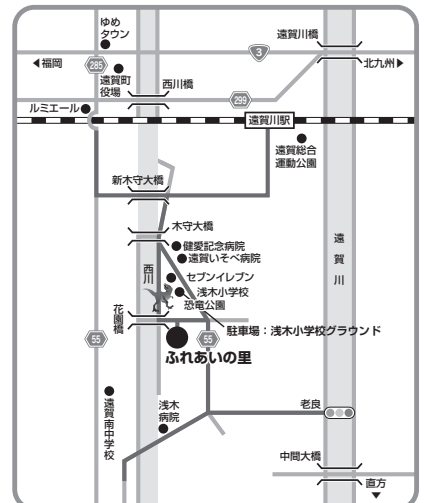 ゆめ
タウン
遠賀川橋
3
◀福岡
285
北九州▶
遠賀町
役場
西川橋
299
ルミエール
遠賀川駅
遠賀総合
運動公園
新木守大橋
木守大橋
遠賀川
健愛記念病院
遠賀いそべ病院
西川
セブンイレブン
浅木小学校
恐竜公園
花園橋
駐車場：浅木小学校グラウンド
55
55
ふれあいの里
遠賀南中学校
浅木
病院
老良
中間大橋
直方
▼